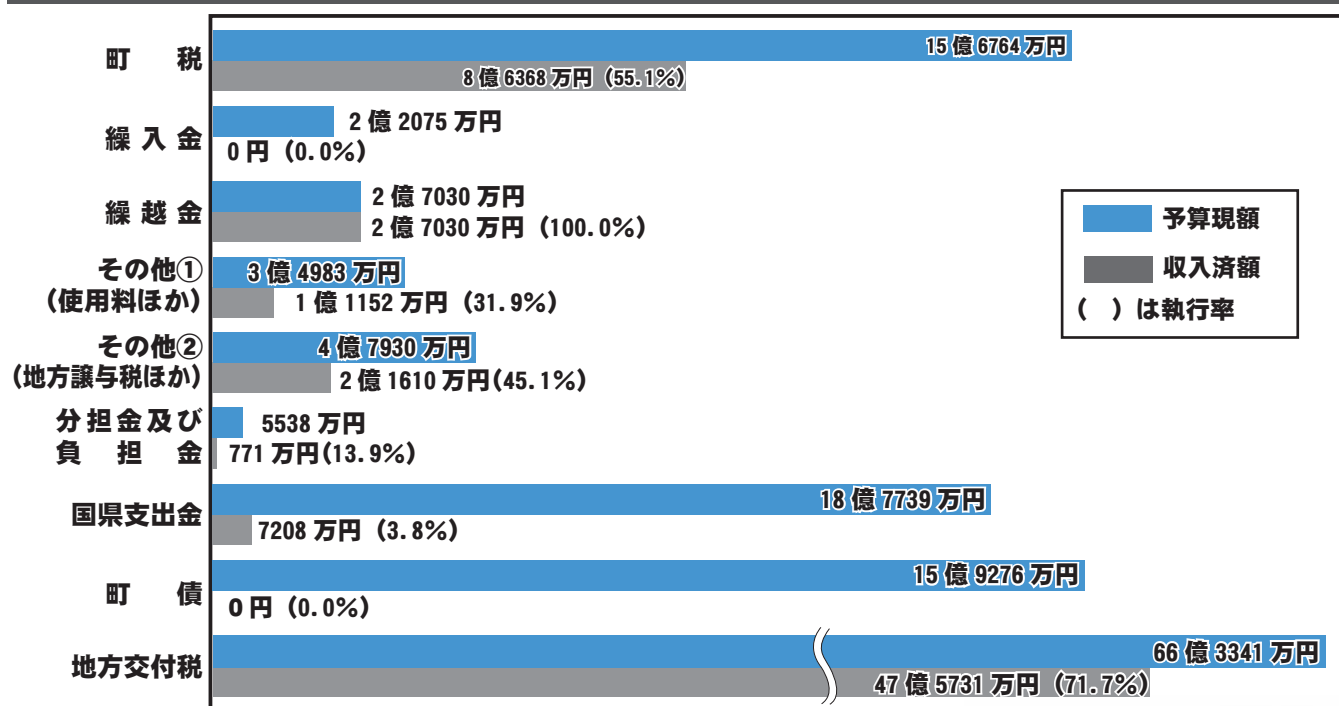 町税
15億6764万円
8億6368万円(55.1%)
繰入金
2億2075万円
0円(0.0%)
繰越金
2億7030万円
2億7030万円(100.0%)
その他①
(使用料ほか)
3億4983万円
1億1152万円(31.9%)
その他②
(地方譲与税ほか)
4億7930万円
2億1610万円(45.1%)
分担金及び
負担金
5538万円
771万円(13.9%)
国県支出金
18億7739万円
7208万円(3.8%)
町債
15億9276万円
0円(0.0%)
地方交付税
66億3341万円
47億5731万円(71.7%)
予算現額
収入済額
( )は執行率